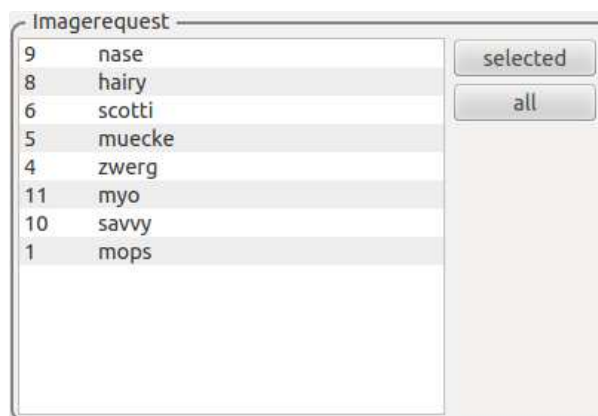 Imagerequest
9 nase
8 hairy
6 scotti
5 muecke
4 zwerg
11 myo
10 savvy
1 mops
selected
all